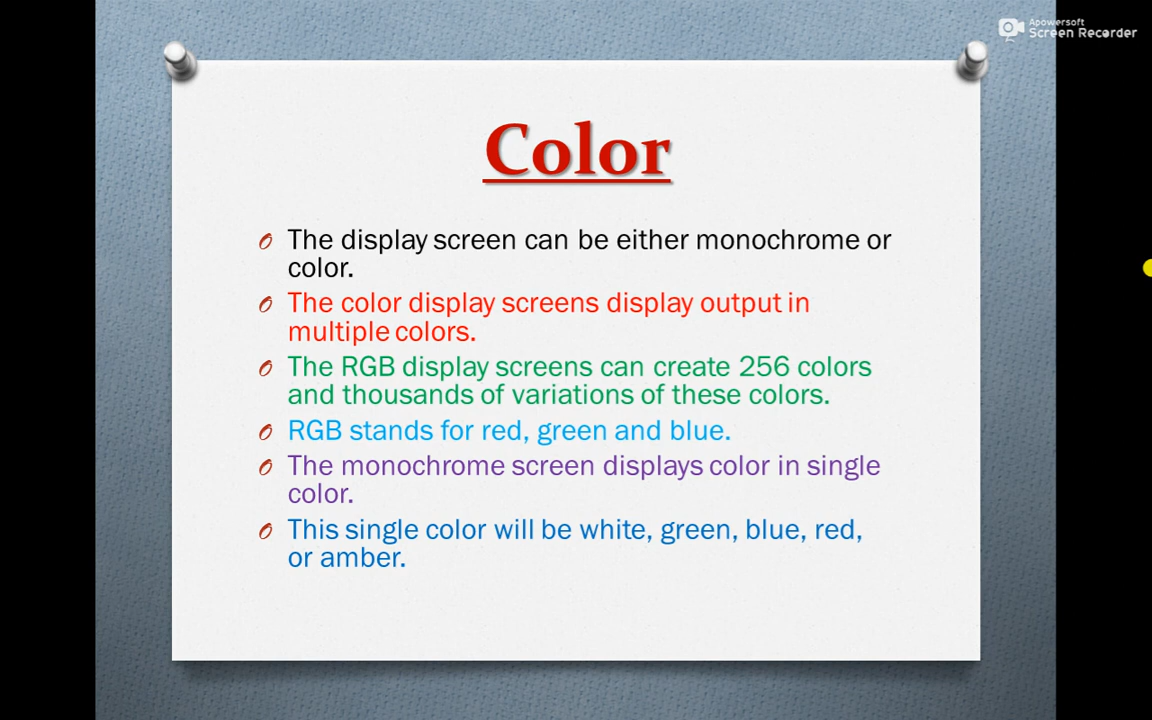 Apowersoft
Screen Recorder
Color
The display screen can be either monochrome or
color.
The color display screens display output in
multiple colors.
The RGB display screens can create 256 colors
and thousands of variations of these colors.
RGB stands for red, green and blue.
The monochrome screen displays color in single
color.
This single color will be white, green, blue, red,
or amber.